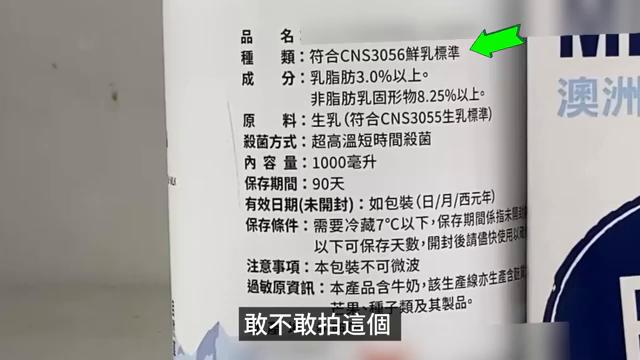 品名：
種類：符合CNS3056鮮乳標準
成分：乳脂肪3.0%以上。
非脂肪乳固形物8.25%以上。
原料：生乳（符合CNS3055生乳標準）
殺菌方式：超高溫短時間殺菌
內容量：1000毫升
保存期間：90天
有效日期(未開封)：如包裝（日/月/西元年）
保存條件：需要冷藏7℃以下，保存期間係指未開封
以下可保存天數，開封後請儘快使用以
注意事項：本包裝不可微波
過敏原資訊：本產品含牛奶，該生產線亦生產含
芒果、種子類及其製品。
澳洲
敢不敢拍這個